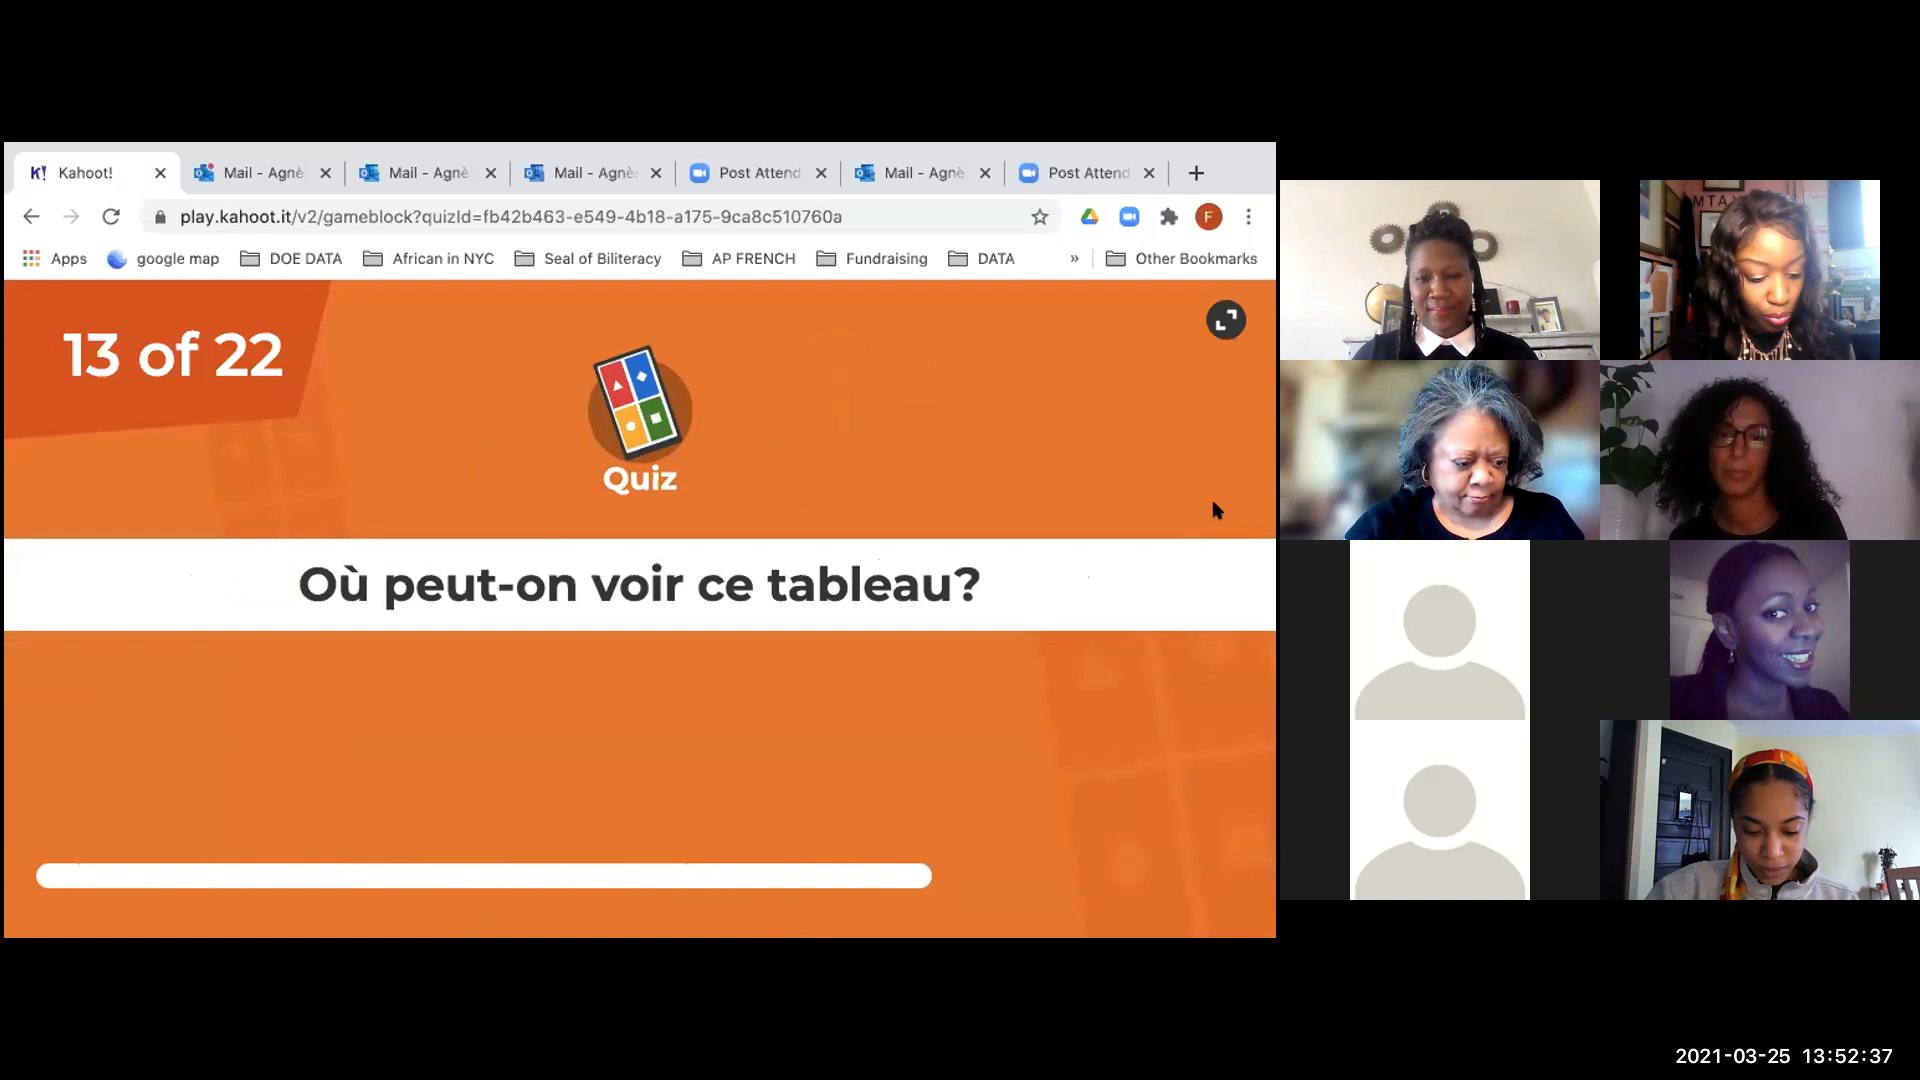 K! Kahoot!
Mail - Agnè
Mail - Agnè
Mail - Agnè
Post Attend
Mail - Agnè
Post Attend
play.kahoot.it/v2/gameblock?quizId=fb42b463-e549-4b18-a175-9ca8c510760a
F
Apps
google map
DOE DATA
African in NYC
Seal of Biliteracy
AP FRENCH
Fundraising
DATA
»
Other Bookmarks
13 of 22
Quiz
Où peut-on voir ce tableau?
2021-03-25 13:52:37